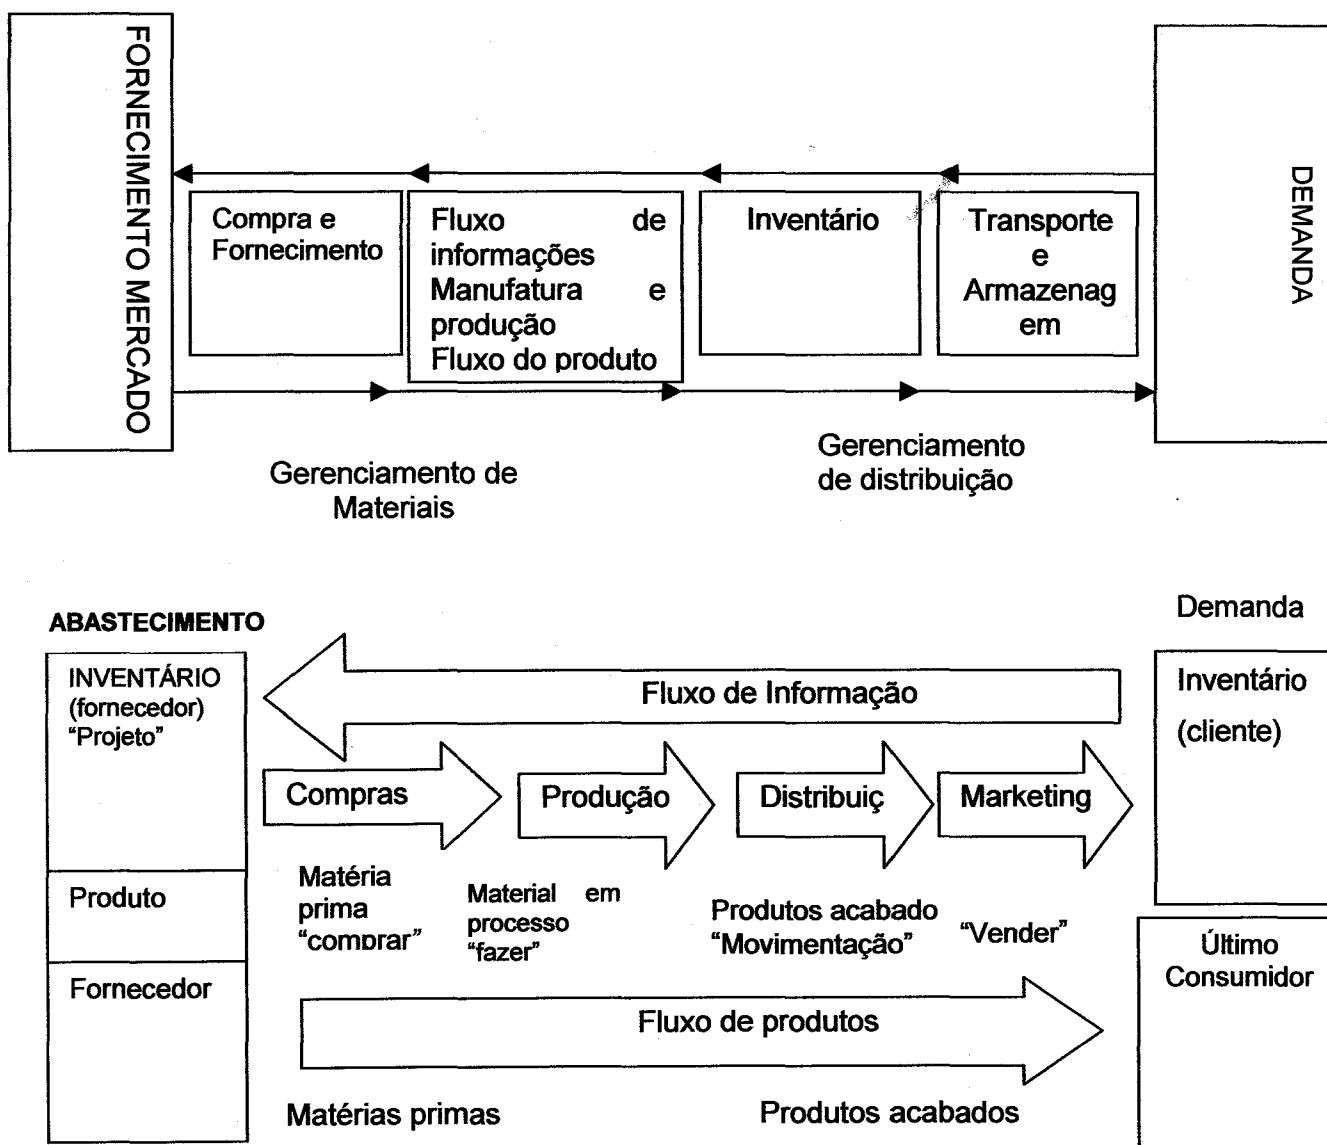 FORNECIMENTO MERCADO
Compra e
Fornecimento
Fluxo de
informações
Manufatura e
produção
Fluxo do produto
Inventário
Transporte
e
Armazenag
em
DEMANDA
Gerenciamento de
Materiais
Gerenciamento
de distribuição
ABASTECIMENTO
Demanda
INVENTÁRIO
(fornecedor)
“Projeto”
Fluxo de Informação
Inventário
(cliente)
Compras
Produção
Distribuiç
Marketing
Produto
Matéria
prima
“comprar”
Material em
processo
“fazer”
Produtos acabado
“Movimentação”
“Vender”
Fornecedor
Último
Consumidor
Fluxo de produtos
Matérias primas
Produtos acabados